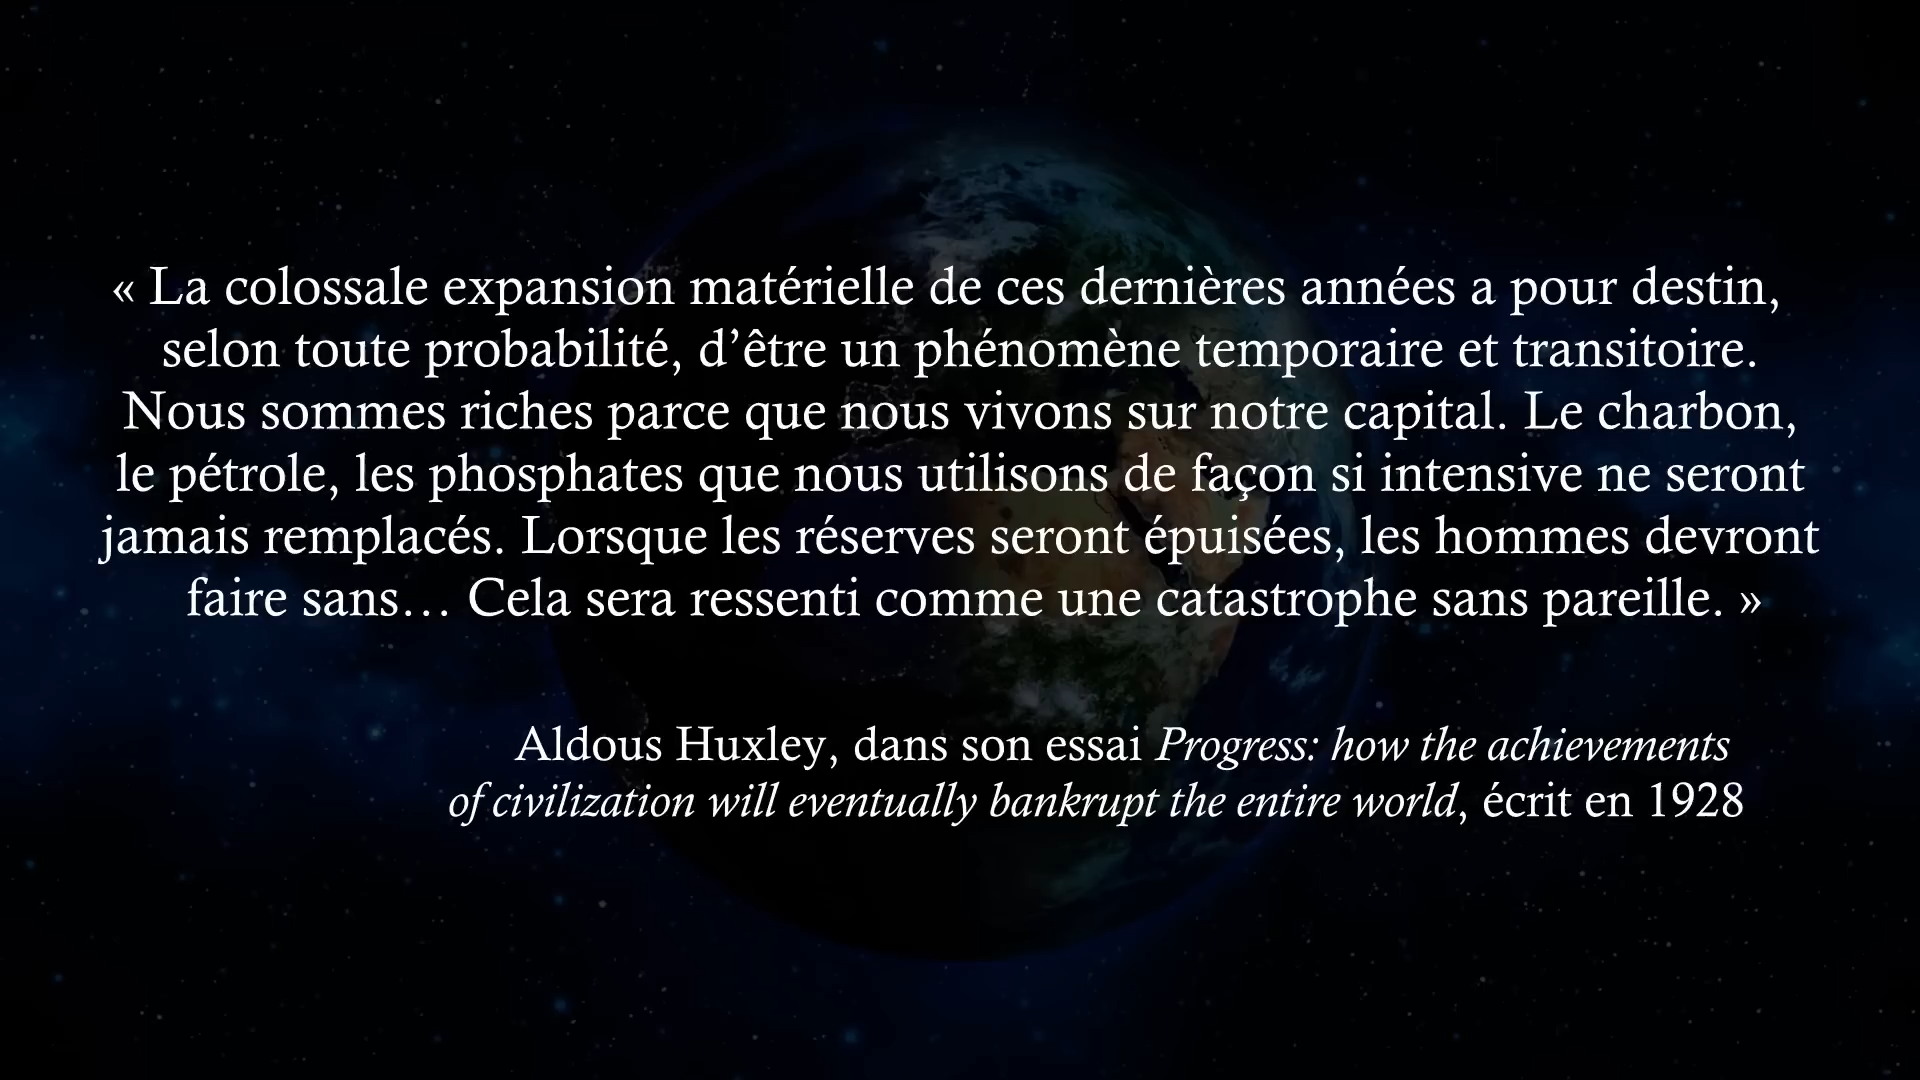 « La colossale expansion matérielle de ces dernières années a pour destin,
selon toute probabilité, d’être un phénomène temporaire et transitoire.
Nous sommes riches parce que nous vivons sur notre capital. Le charbon,
le pétrole, les phosphates que nous utilisons de façon si intensive ne seront
jamais remplacés. Lorsque les réserves seront épuisées, les hommes devront
faire sans… Cela sera ressenti comme une catastrophe sans pareille. »
Aldous Huxley, dans son essai Progress: how the achievements
of civilization will eventually bankrupt the entire world, écrit en 1928